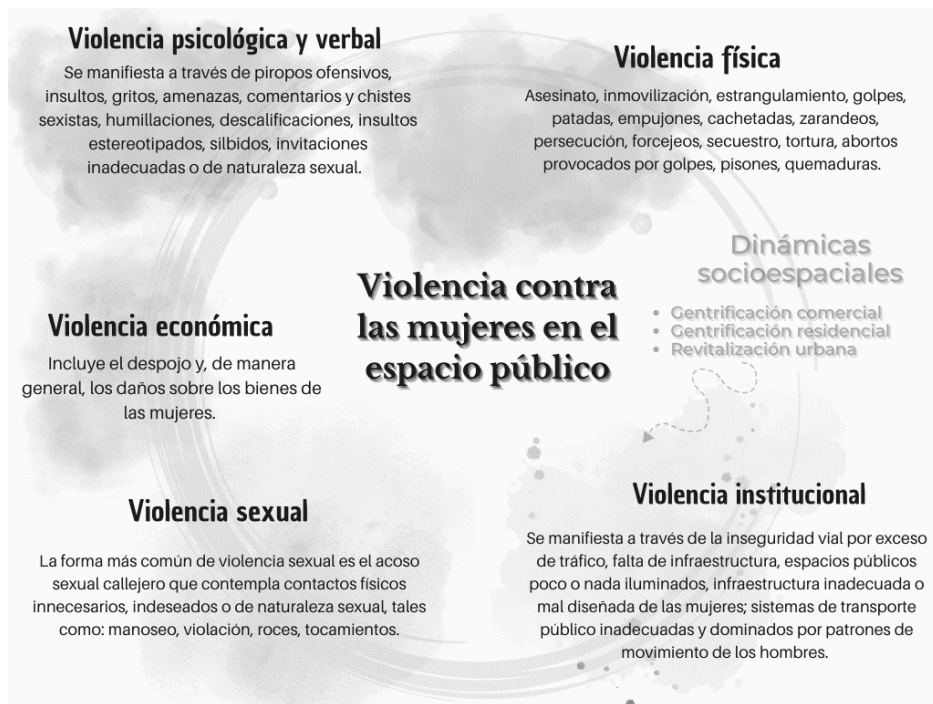 Violencia psicológica y verbal
Se manifiesta a través de piropos ofensivos,
insultos, gritos, amenazas, comentarios y chistes
sexistas, humillaciones, descalificaciones, insultos
estereotipados, silbidos, invitaciones
inadecuadas o de naturaleza sexual.
Violencia física
Asesinato, inmovilización, estrangulamiento, golpes,
patadas, empujones, cachetadas, zarandeos,
persecución, forcejeos, secuestro, tortura, abortos
provocados por golpes, pisones, quemaduras.
Dinámicas
socioespaciales
• Gentrificación comercial
• Gentrificación residencial
• Revitalización urbana
Violencia contra
las mujeres en el
espacio público
Violencia económica
Incluye el despojo y, de manera
general, los daños sobre los bienes de
las mujeres.
Violencia sexual
La forma más común de violencia sexual es el acoso
sexual callejero que contempla contactos físicos
innecesarios, indeseados o de naturaleza sexual, tales
como: manoseo, violación, roces, tocamientos.
Violencia institucional
Se manifiesta a través de la inseguridad vial por exceso
de tráfico, falta de infraestructura, espacios públicos
poco o nada iluminados, infraestructura inadecuada o
mal diseñada de las mujeres; sistemas de transporte
público inadecuadas y dominados por patrones de
movimiento de los hombres.